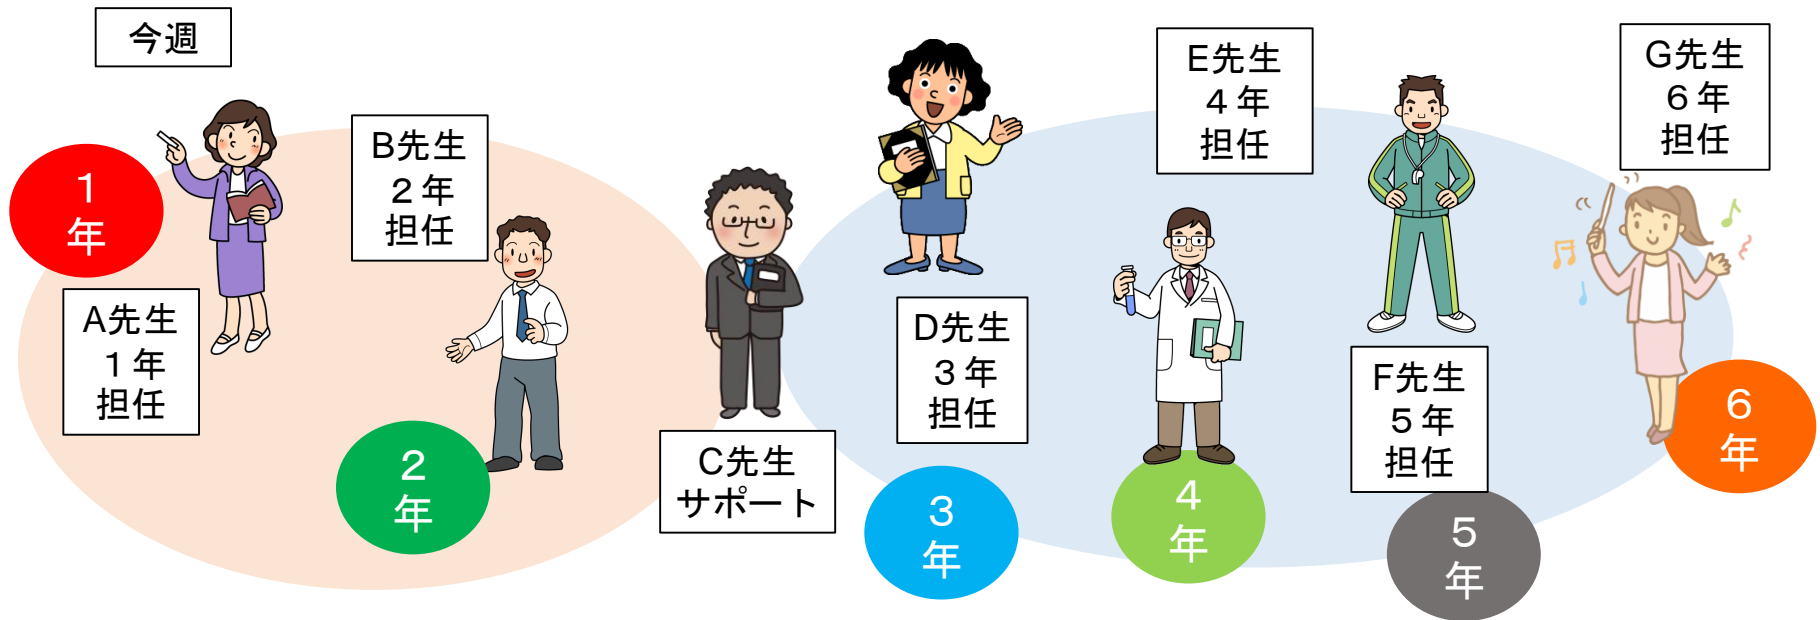 今週
1
年
A先生
１年
担任
B先生
２年
担任
2
年
C先生
サポート
D先生
３年
担任
3
年
E先生
４年
担任
4
年
F先生
５年
担任
5
年
G先生
６年
担任
6
年